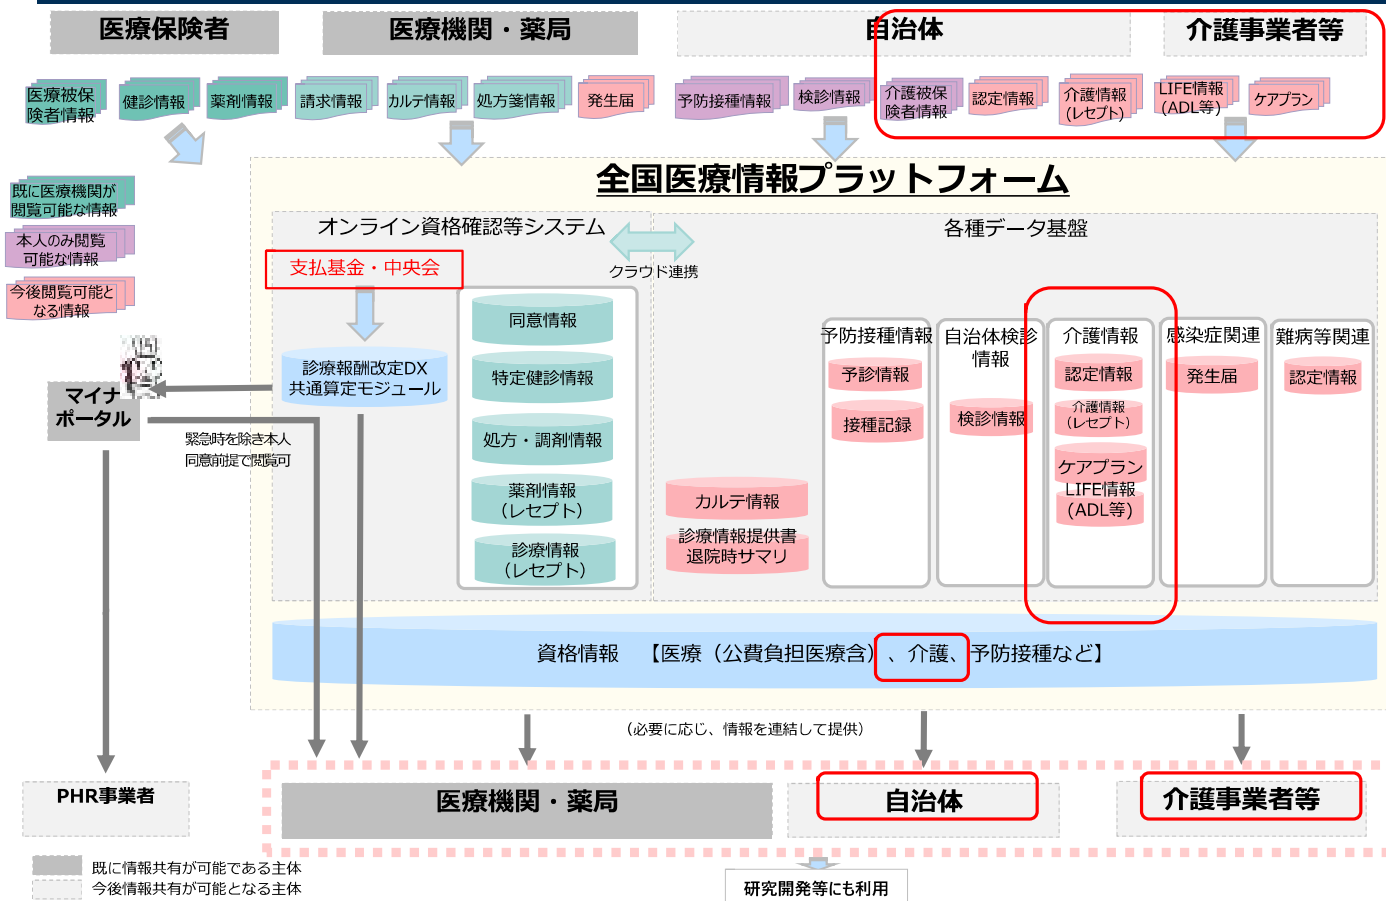 医療保険者
医療機関・薬局
自治体
介護事業者等
医療被保
険者情報
健診情報
薬剤情報
請求情報
カルテ情報
処方箋情報
発生届
予防接種情報
検診情報
介護被保
険者情報
認定情報
介護情報
(レセプト)
LIFE情報
(ADL等)
ケアプラン
既に医療機関が
閲覧可能な情報
本人のみ閲覧
可能な情報
今後閲覧可能と
なる情報
全国医療情報プラットフォーム
オンライン資格確認等システム
クラウド連携
各種データ基盤
支払基金・中央会
診療報酬改定DX
共通算定モジュール
同意情報
特定健診情報
処方・調剤情報
薬剤情報
（レセプト）
診療情報
（レセプト）
カルテ情報
診療情報提供書
退院時サマリ
予防接種情報
予診情報
接種記録
自治体検診
情報
検診情報
介護情報
認定情報
介護情報
（レセプト）
ケアプラン
LIFE情報
(ADL等)
感染症関連
発生届
難病等関連
認定情報
マイナ
ポータル
緊急時を除き本人
同意前提で閲覧可
資格情報　【医療（公費負担医療含）、介護、予防接種など】
（必要に応じ、情報を連結して提供）
PHR事業者
医療機関・薬局
自治体
介護事業者等
既に情報共有が可能である主体
今後情報共有が可能となる主体
研究開発等にも利用